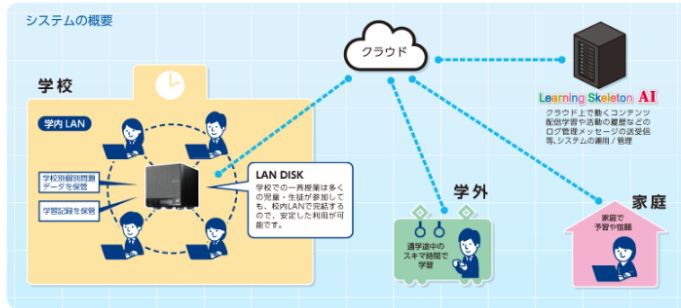 システムの概要
クラウド
学校
学内 LAN
学校別個別問題
データを保管
学習記録を保管
LAN DISK
学校での一斉授業は多く
の児童・生徒が参加して
も、校内LANで完結する
ので、安定した利用が可
能です。
Learning Skeleton AI
クラウド上で動くコンテンツ
配信学習や活動の履歴などの
ログ管理メッセージの送受信
等、システムの運用 / 管理
学外
通学途中の
スキマ時間で
学習
家庭
家庭で
予習や宿題